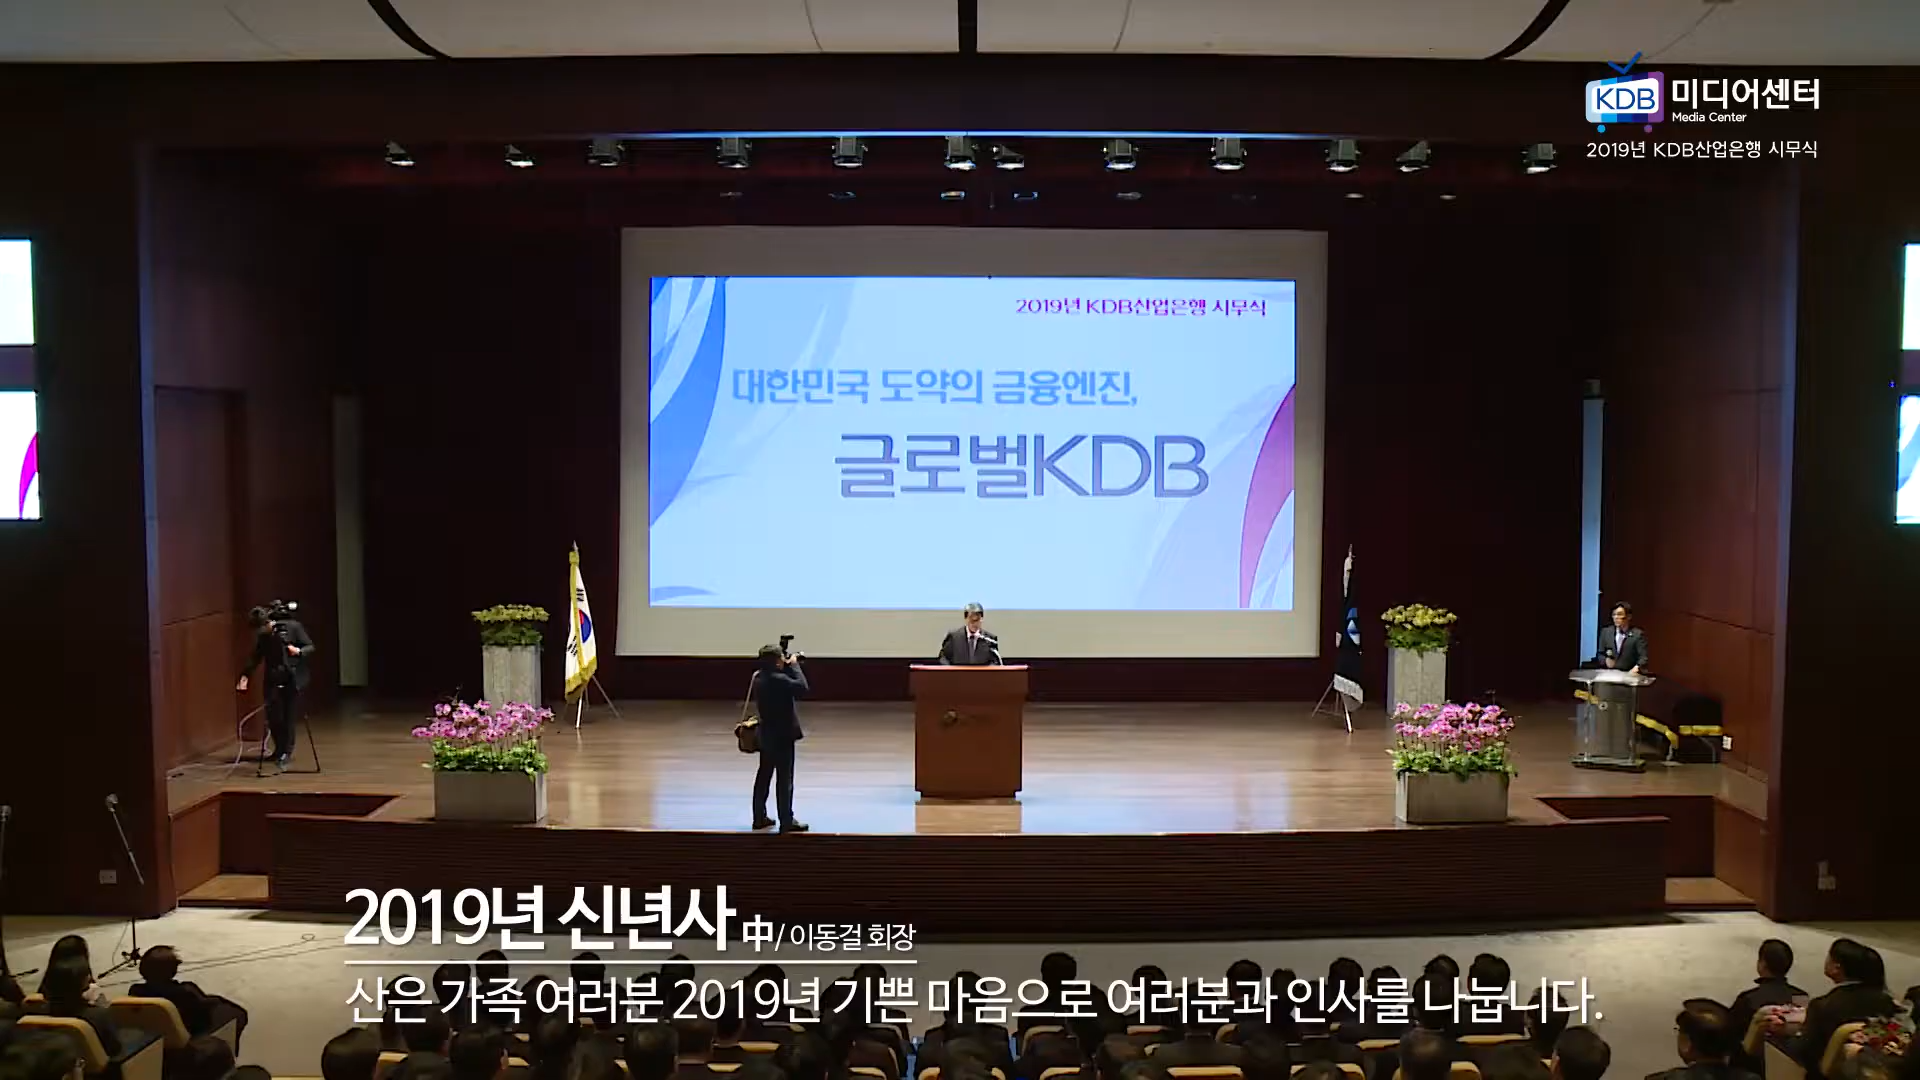 KDB 미디어센터
Media Center
2019년 KDB산업은행 시무식
2019년 KDB산업은행 시무식
대한민국 도약의 금융엔진,
글로벌KDB
2019년 신년사 中/ 이동걸 회장
산은 가족 여러분 2019년 기쁜 마음으로 여러분과 인사를 나눕니다.